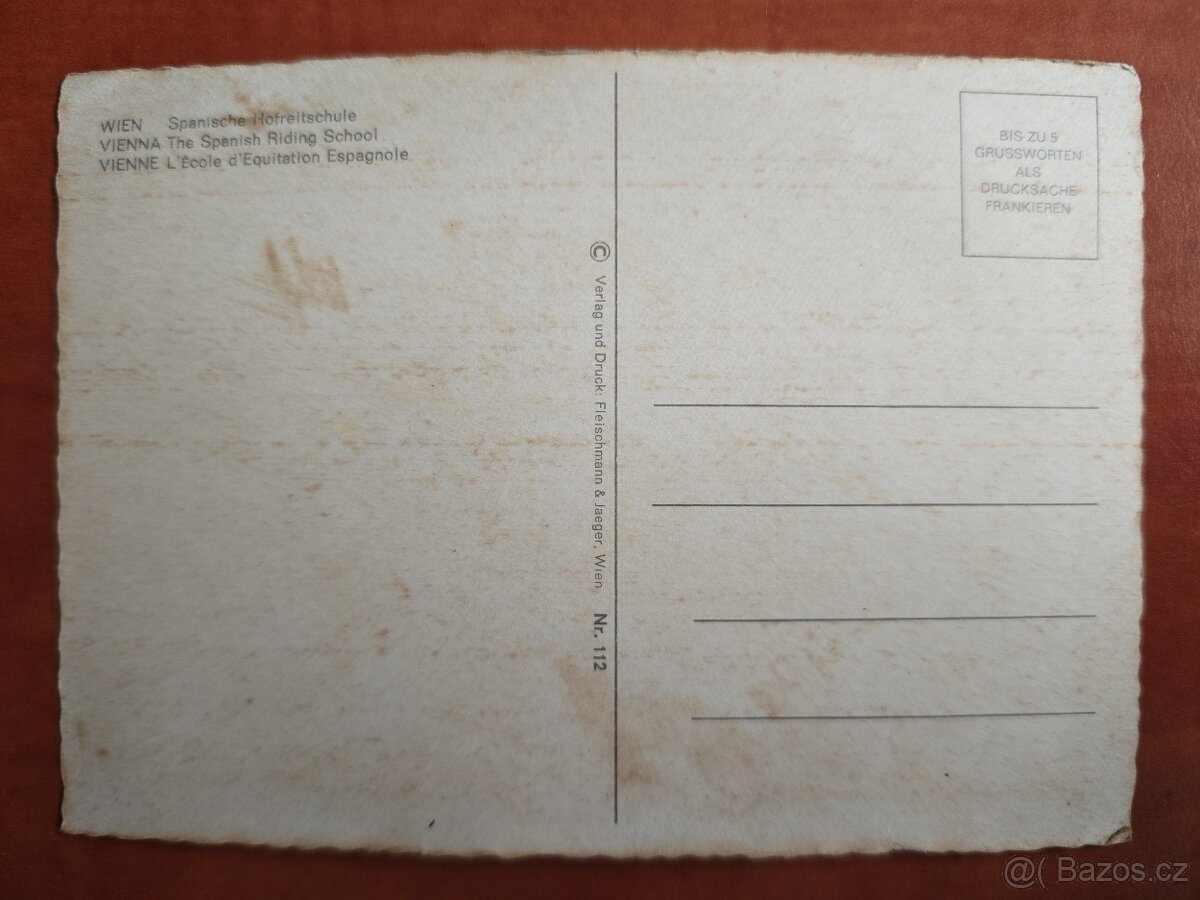 WIEN Spanische Hofreitschule
VIENNA The Spanish Riding School
VIENNE L'École d'Equitation Espagnole
BIS ZU 5
GRUSSWORTEN
ALS
DRUCKSACHE
FRANKIEREN
© Verlag und Druck: Fleischmann & Jaeger, Wien Nr. 112
@( Bazos.cz